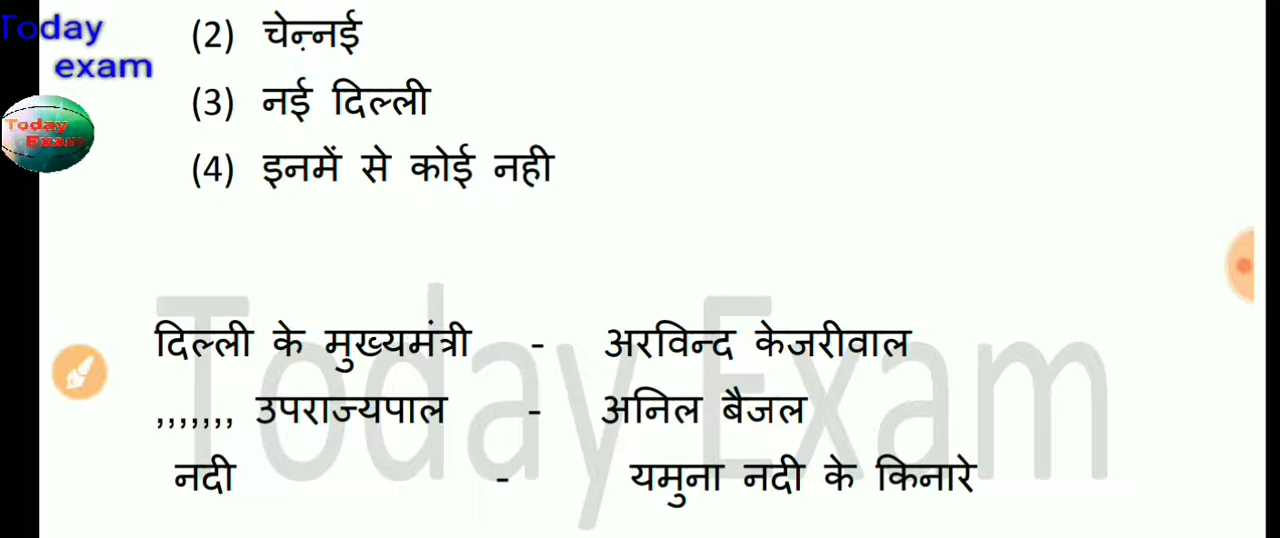 Today
exam
Today
Exam
(2) चेन्ऩई
(3) नई दिल्ली
(4) इनमें से कोई नही
Today Exam
दिल्ली के मुख्यमंत्री - अरविन्द केजरीवाल
,,,,,,, उपराज्यपाल - अनिल बैजल
नदी - यमुना नदी के किनारे